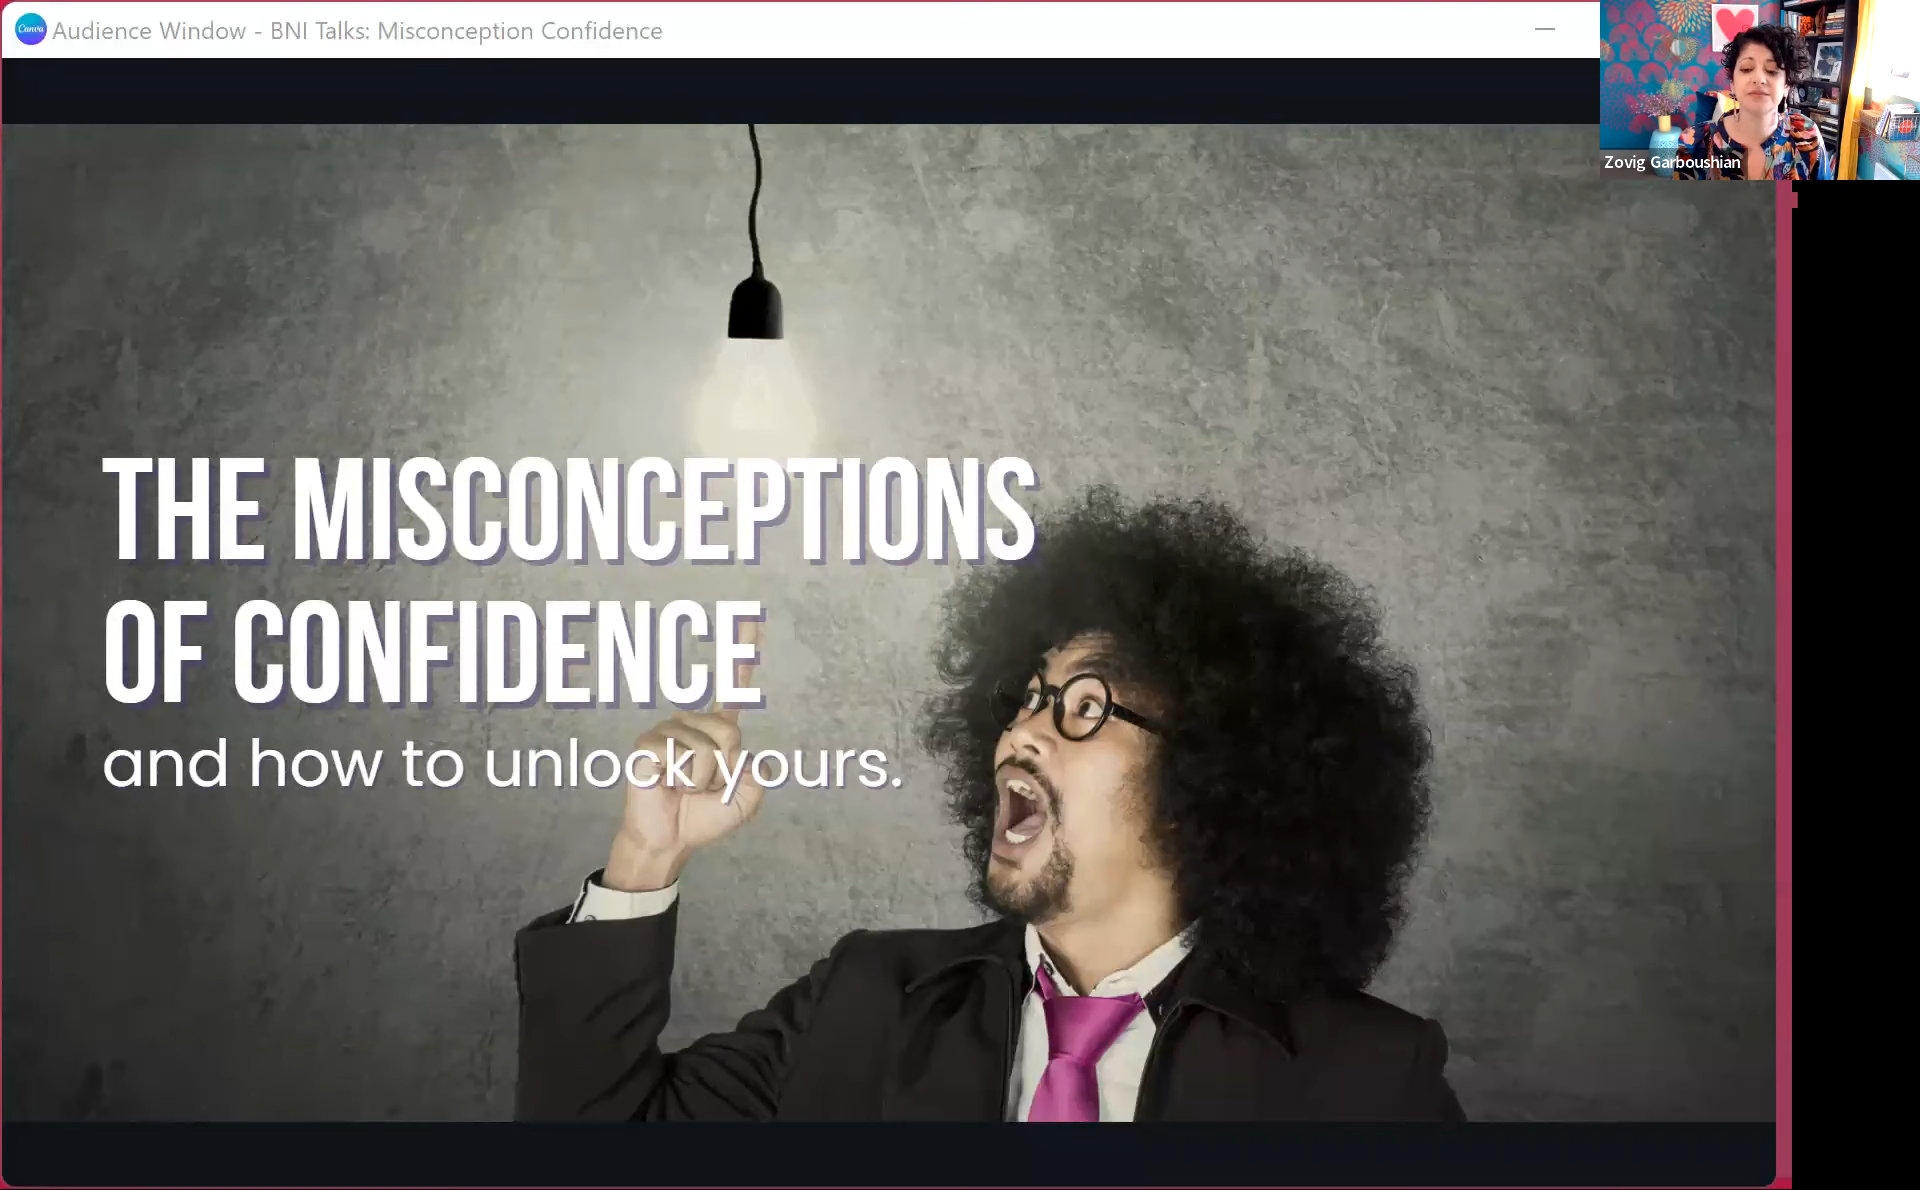 Canva
Audience Window - BNI Talks: Misconception Confidence
Zovig Garboushian
THE MISCONCEPTIONS
OF CONFIDENCE
and how to unlock yours.